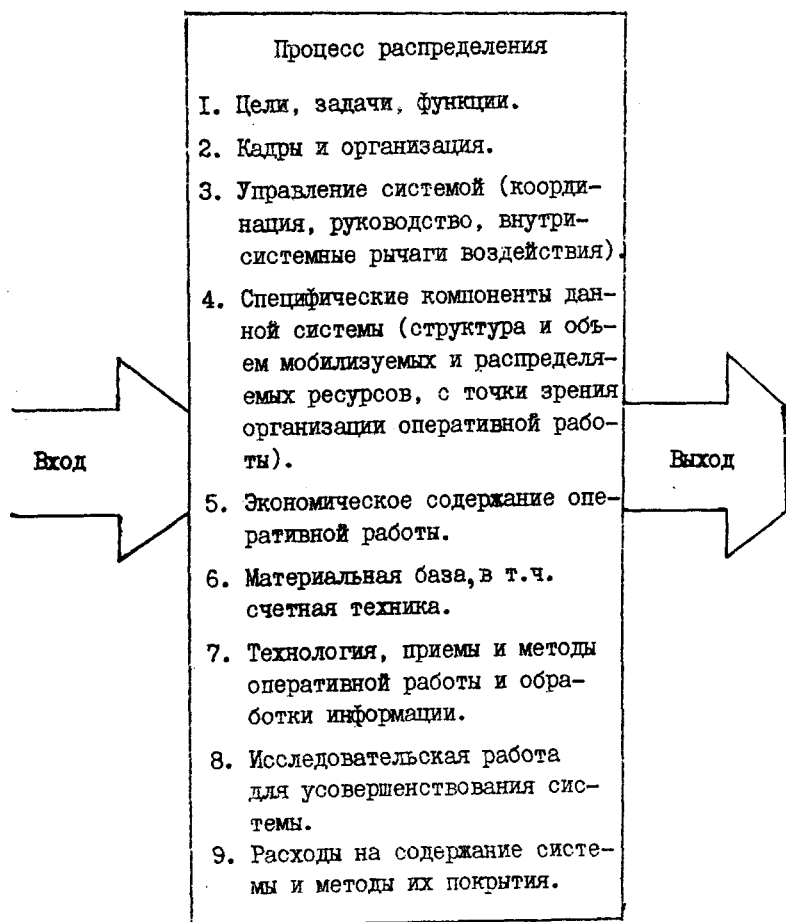 Процесс распределения
1. Цели, задачи, функции.
2. Кадры и организация.
3. Управление системой (коорди-
нация, руководство, внутри-
системные рычаги воздействия).
4. Специфические компоненты дан-
ной системы (структура и объ-
ем мобилизуемых и распределя-
емых ресурсов, с точки зрения
организации оперативной рабо-
ты).
Вход
Выход
5. Экономическое содержание опе-
ративной работы.
6. Материальная база, в т.ч.
счетная техника.
7. Технология, приемы и методы
оперативной работы и обра-
ботки информации.
8. Исследовательская работа
для усовершенствования сис-
темы.
9. Расходы на содержание систе-
мы и методы их покрытия.